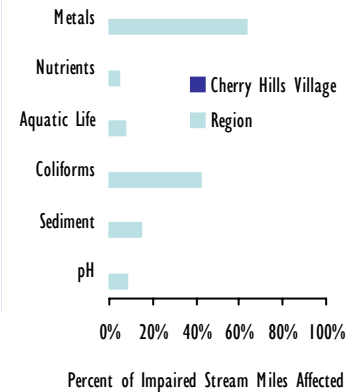 Metals
Nutrients
Cherry Hills Village
Aquatic Life
Region
Coliforms
Sediment
pH
0% 20% 40% 60% 80% 100%
Percent of Impaired Stream Miles Affected